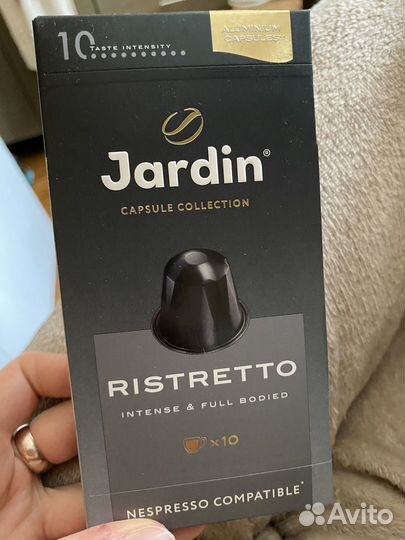 10 TASTE INTENSITY
ALUMINIUM
CAPSULES*
Jardin®
CAPSULE COLLECTION
RISTRETTO
INTENSE & FULL BODIED
x10
NESPRESSO COMPATIBLE*
Avito